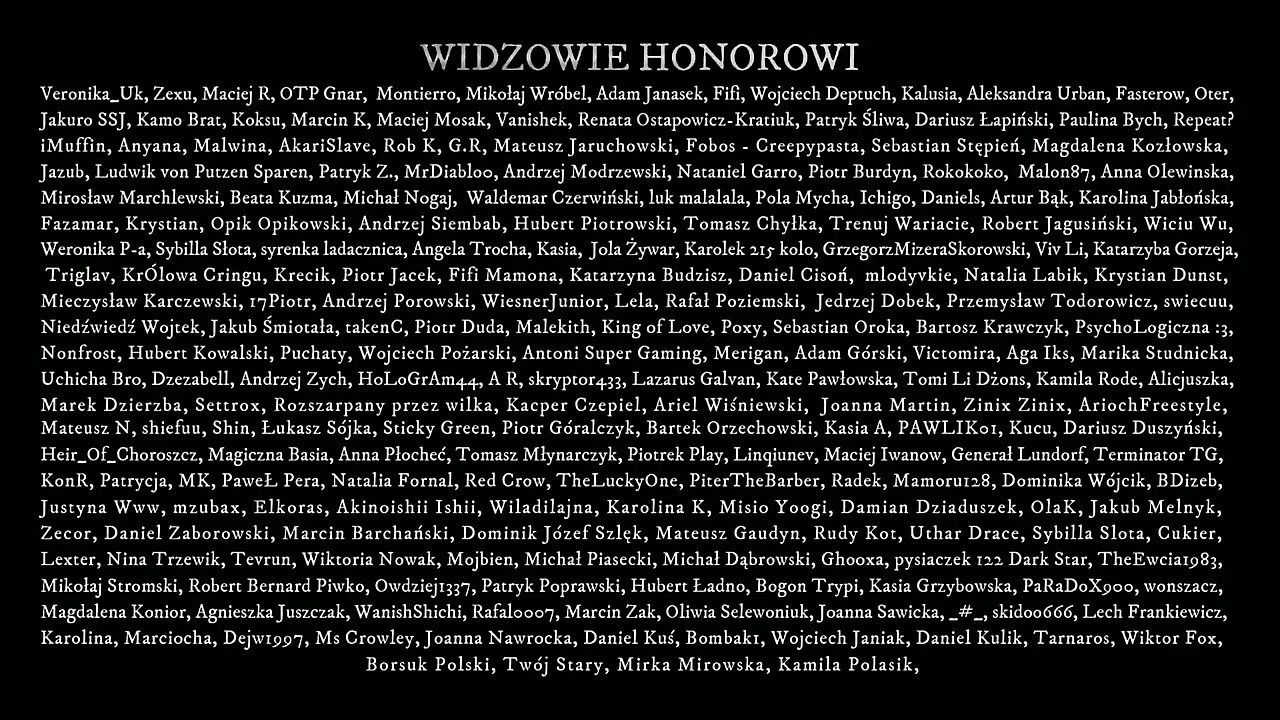 WIDZOWIE HONOROWI
Veronika_Uk, Zexu, Maciej R, OTP Gnar, Montierro, Mikołaj Wróbel, Adam Janasek, Fifi, Wojciech Deptuch, Kalusia, Aleksandra Urban, Fasterow, Oter,
Jakuro SSJ, Kamo Brat, Koksu, Marcin K, Maciej Mosak, Vanishek, Renata Ostapowicz-Kratiuk, Patryk Śliwa, Dariusz Łapiński, Paulina Bych, Repeat?
iMuffin, Anyana, Malwina, AkariSlave, Rob K, G.R, Mateusz Jaruchowski, Fobos - Creepypasta, Sebastian Stępień, Magdalena Kozłowska,
Jazub, Ludwik von Putzen Sparen, Patryk Z., MrDiabl0o, Andrzej Modrzewski, Nataniel Garro, Piotr Burdyn, Rokokoko, Malon87, Anna Olewinska,
Mirosław Marchlewski, Beata Kuzma, Michał Nogaj, Waldemar Czerwiński, luk malalala, Pola Mycha, Ichigo, Daniels, Artur Bąk, Karolina Jabłońska,
Fazamar, Krystian, Opik Opikowski, Andrzej Siembab, Hubert Piotrowski, Tomasz Chyłka, Trenuj Wariacie, Robert Jagusiński, Wiciu Wu,
Weronika P-a, Sybilla Słota, syrenka ladacznica, Angela Trocha, Kasia, Jola Żywar, Karolek 215 kolo, GrzegorzMizeraSkorowski, Viv Li, Katarzyba Gorzeja,
Triglav, KrÓlowa Cringu, Krecik, Piotr Jacek, Fifi Mamona, Katarzyna Budzisz, Daniel Cisoń, mlodyvkie, Natalia Labik, Krystian Dunst,
Mieczysław Karczewski, 17Piotr, Andrzej Porowski, WiesnerJunior, Lela, Rafał Poziemski, Jedrzej Dobek, Przemysław Todorowicz, swiecuu,
Niedźwiedź Wojtek, Jakub Śmiotała, takenC, Piotr Duda, Malekith, King of Love, Poxy, Sebastian Oroka, Bartosz Krawczyk, PsychoLogiczna :3,
Nonfrost, Hubert Kowalski, Puchaty, Wojciech Pożarski, Antoni Super Gaming, Merigan, Adam Górski, Victomira, Aga Iks, Marika Studnicka,
Uchicha Bro, Dzezabell, Andrzej Zych, HoLoGrAm44, A R, skryptor433, Lazarus Galvan, Kate Pawłowska, Tomi Li Dżons, Kamila Rode, Alicjuszka,
Marek Dzierzba, Settrox, Rozszarpany przez wilka, Kacper Czepiel, Ariel Wiśniewski, Joanna Martin, Zinix Zinix, AriochFreestyle,
Mateusz N, shiefuu, Shin, Łukasz Sójka, Sticky Green, Piotr Góralczyk, Bartek Orzechowski, Kasia A, PAWLIK01, Kucu, Dariusz Duszyński,
Heir_Of_Choroszcz, Magiczna Basia, Anna Płocheć, Tomasz Młynarczyk, Piotrek Play, Linqiunev, Maciej Iwanow, Generał Lundorf, Terminator TG,
KonR, Patrycja, MK, PaweŁ Pera, Natalia Fornal, Red Crow, TheLuckyOne, PiterTheBarber, Radek, Mamoru128, Dominika Wójcik, BDizeb,
Justyna Www, mzubax, Elkoras, Akinoishii Ishii, Wiladilajna, Karolina K, Misio Yoogi, Damian Dziaduszek, OlaK, Jakub Melnyk,
Zecor, Daniel Zaborowski, Marcin Barchański, Dominik Józef Szlęk, Mateusz Gaudyn, Rudy Kot, Uthar Drace, Sybilla Slota, Cukier,
Lexter, Nina Trzewik, Tevrun, Wiktoria Nowak, Mojbien, Michał Piasecki, Michał Dąbrowski, Ghooxa, pysiaczek 122 Dark Star, TheEwcia1983,
Mikołaj Stromski, Robert Bernard Piwko, Owdziej1337, Patryk Poprawski, Hubert Ładno, Bogon Trypi, Kasia Grzybowska, PaRaDoX900, wonszacz,
Magdalena Konior, Agnieszka Juszczak, WanishShichi, Rafal0007, Marcin Zak, Oliwia Selewoniuk, Joanna Sawicka, _#_, skido0666, Lech Frankiewicz,
Karolina, Marciocha, Dejw1997, Ms Crowley, Joanna Nawrocka, Daniel Kuś, Bombak1, Wojciech Janiak, Daniel Kulik, Tarnaros, Wiktor Fox,
Borsuk Polski, Twój Stary, Mirka Mirowska, Kamila Polasik,